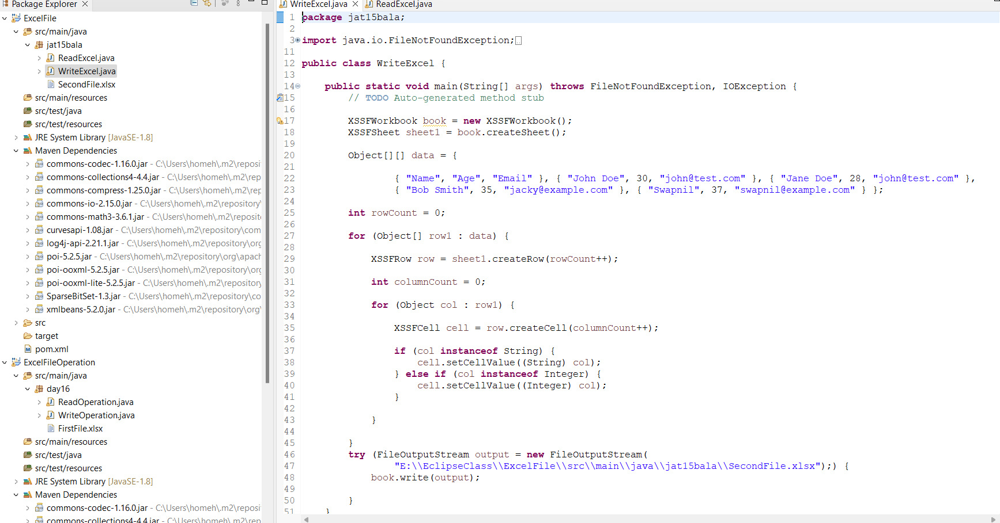 Package Explorer
ExcelFile
src/main/java
jat15bala
ReadExcel.java
WriteExcel.java
SecondFile.xlsx
src/main/resources
src/test/java
src/test/resources
JRE System Library [JavaSE-1.8]
Maven Dependencies
commons-codec-1.16.0.jar - C:\Users\homeh\.m2\reposi
commons-collections4-4.4.jar - C:\Users\homeh\.m2\rep
commons-compress-1.25.0.jar - C:\Users\homeh\.m2\rep
commons-io-2.15.0.jar - C:\Users\homeh\.m2\repository\
commons-math3-3.6.1.jar - C:\Users\homeh\.m2\reposit
curvesapi-1.08.jar - C:\Users\homeh\.m2\repository\com
log4j-api-2.21.1.jar - C:\Users\homeh\.m2\repository\org
poi-5.2.5.jar - C:\Users\homeh\.m2\repository\org\apach
poi-ooxml-5.2.5.jar - C:\Users\homeh\.m2\repository\org
poi-ooxml-lite-5.2.5.jar - C:\Users\homeh\.m2\repository
SparseBitSet-1.3.jar - C:\Users\homeh\.m2\repository\co
xmlbeans-5.2.0.jar - C:\Users\homeh\.m2\repository\org\
src
target
pom.xml
ExcelFileOperation
src/main/java
day16
ReadOperation.java
WriteOperation.java
FirstFile.xlsx
src/main/resources
src/test/java
src/test/resources
JRE System Library [JavaSE-1.8]
Maven Dependencies
commons-codec-1.16.0.jar - C:\Users\homeh\.m2\reposi
commons-collections4-4.4.jar - C:\Users\homeh\.m2\rep
WriteExcel.java ReadExcel.java
1 package jat15bala;
2
3 import java.io.FileNotFoundException;
11
12 public class WriteExcel {
13
14 public static void main(String[] args) throws FileNotFoundException, IOException {
15 // TODO Auto-generated method stub
16
17 XSSFWorkbook book = new XSSFWorkbook();
18 XSSFSheet sheet1 = book.createSheet();
19
20 Object[][] data = {
21
22 { "Name", "Age", "Email" }, { "John Doe", 30, "john@test.com" }, { "Jane Doe", 28, "john@test.com" },
23 { "Bob Smith", 35, "jacky@example.com" }, { "Swapnil", 37, "swapnil@example.com" } };
24
25 int rowCount = 0;
26
27 for (Object[] row1 : data) {
28
29 XSSFRow row = sheet1.createRow(rowCount++);
30
31 int columnCount = 0;
32
33 for (Object col : row1) {
34
35 XSSFCell cell = row.createCell(columnCount++);
36
37 if (col instanceof String) {
38 cell.setCellValue((String) col);
39 } else if (col instanceof Integer) {
40 cell.setCellValue((Integer) col);
41 }
42
43 }
44
45 }
46 try (FileOutputStream output = new FileOutputStream(
47 "E:\\EclipseClass\\ExcelFile\\src\\main\\java\\jat15bala\\SecondFile.xlsx");) {
48 book.write(output);
49
50 }
51 }